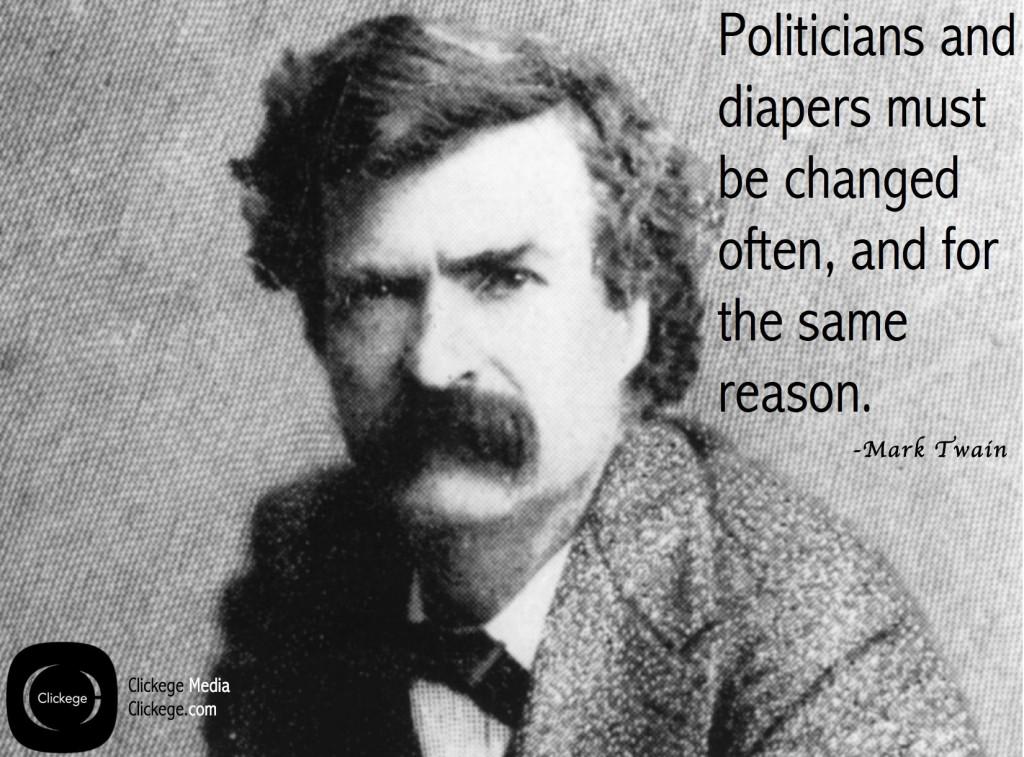 Politicians and
diapers must
be changed
often, and for
the same
reason.
-Mark Twain
Clickege
Clickege Media
Clickege.com